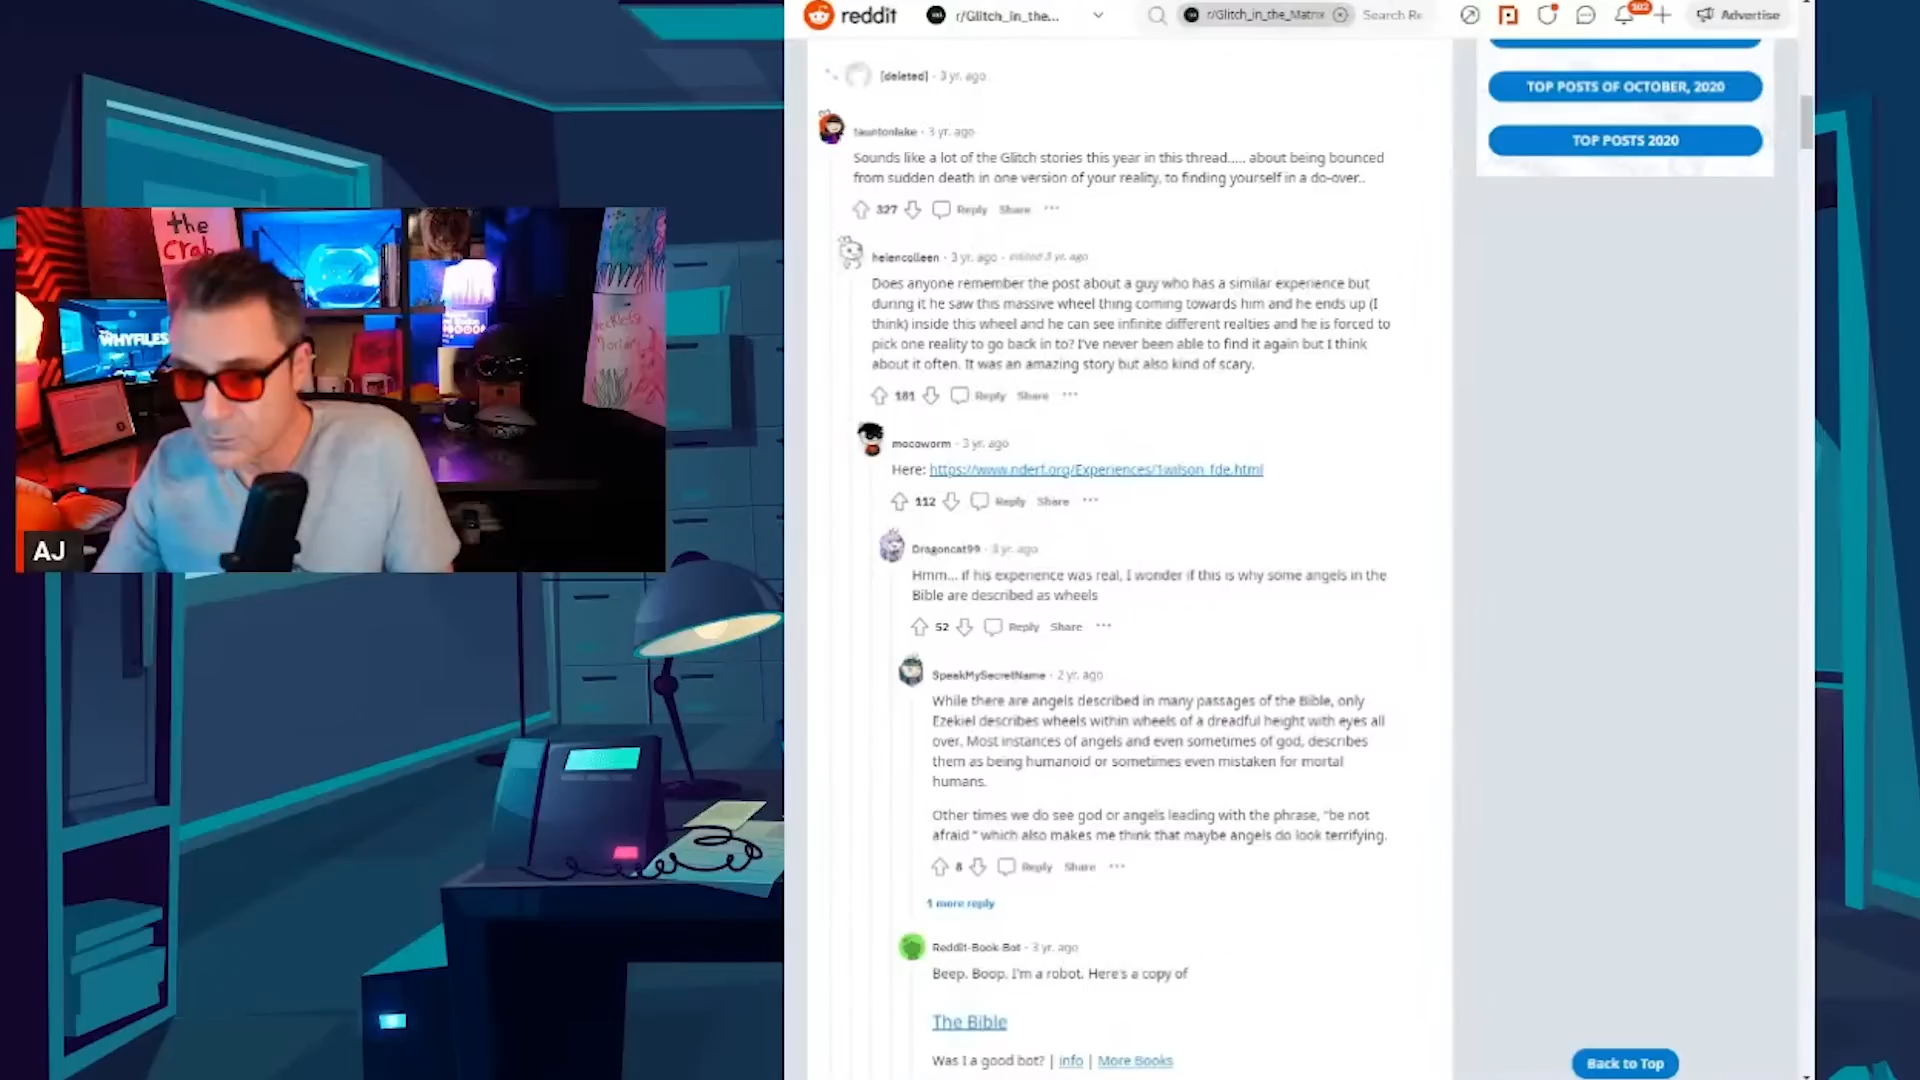 reddit
r/Glitch_in_the...
r/Glitch_in_the_Matrix
Search Re
102
Advertise
[deleted] · 3 yr. ago
tauntonlake · 3 yr. ago
Sounds like a lot of the Glitch stories this year in this thread..... about being bounced
from sudden death in one version of your reality, to finding yourself in a do-over..
327
Reply
Share
helencolleen · 3 yr. ago · edited 3 yr. ago
Does anyone remember the post about a guy who has a similar experience but
during it he saw this massive wheel thing coming towards him and he ends up (I
think) inside this wheel and he can see infinite different realties and he is forced to
pick one reality to go back in to? I've never been able to find it again but I think
about it often. It was an amazing story but also kind of scary.
181
Reply
Share
mocoworm · 3 yr. ago
Here: https://www.nderf.org/Experiences/1wilson_fde.html
112
Reply
Share
Dragoncat99 · 3 yr. ago
Hmm... if his experience was real, I wonder if this is why some angels in the
Bible are described as wheels
52
Reply
Share
SpeakMySecretName · 2 yr. ago
While there are angels described in many passages of the Bible, only
Ezekiel describes wheels within wheels of a dreadful height with eyes all
over. Most instances of angels and even sometimes of god, describes
them as being humanoid or sometimes even mistaken for mortal
humans.
Other times we do see god or angels leading with the phrase, "be not
afraid " which also makes me think that maybe angels do look terrifying.
8
Reply
Share
1 more reply
Reddit-Book-Bot · 3 yr. ago
Beep. Boop. I'm a robot. Here's a copy of
The Bible
Was I a good bot? | info | More Books
TOP POSTS OF OCTOBER, 2020
TOP POSTS 2020
Back to Top
the
Crab
THE
WHYFILES
AJ